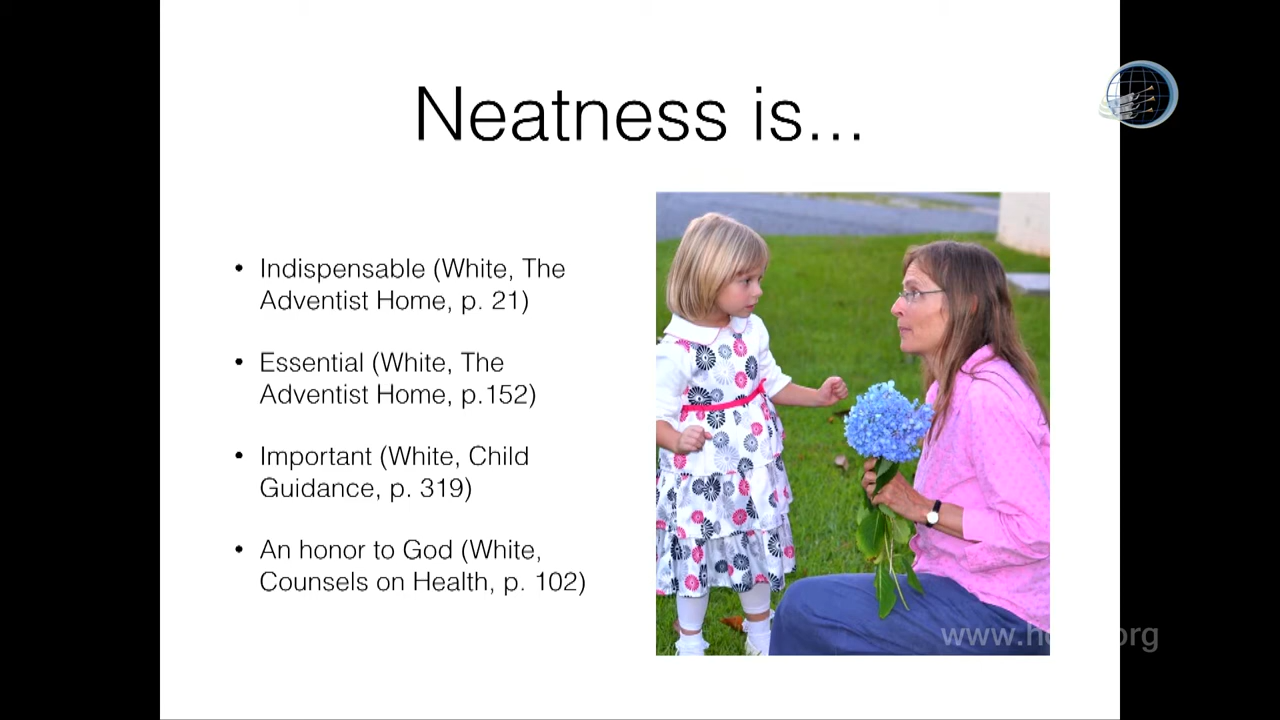 Neatness is...
• Indispensable (White, The
Adventist Home, p. 21)
• Essential (White, The
Adventist Home, p.152)
• Important (White, Child
Guidance, p. 319)
• An honor to God (White,
Counsels on Health, p. 102)